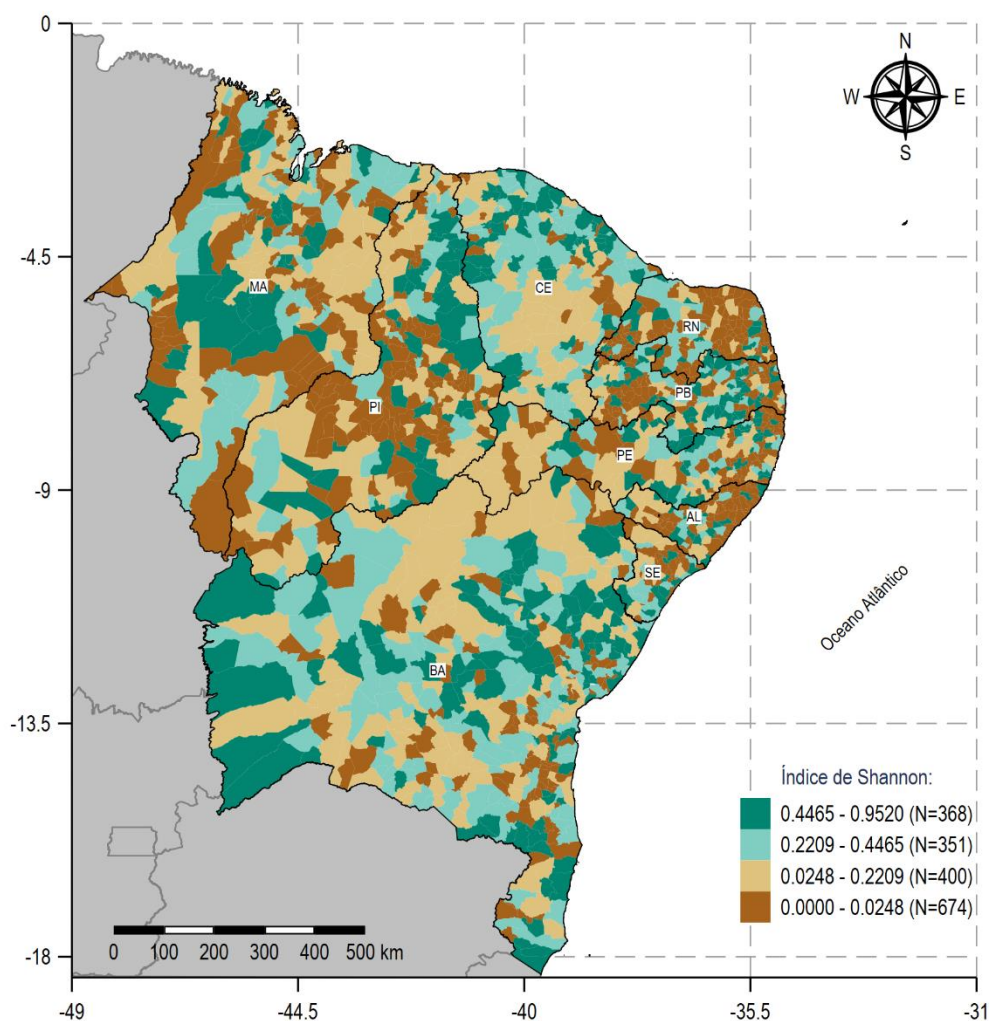 0
-4.5
-9
-13.5
-18
N
W E
S
MA
CE
RN
PB
PI
PE
AL
SE
BA
Oceano Atlântico
Índice de Shannon:
0.4465 - 0.9520 (N=368)
0.2209 - 0.4465 (N=351)
0.0248 - 0.2209 (N=400)
0.0000 - 0.0248 (N=674)
0 100 200 300 400 500 km
-49 -44.5 -40 -35.5 -31